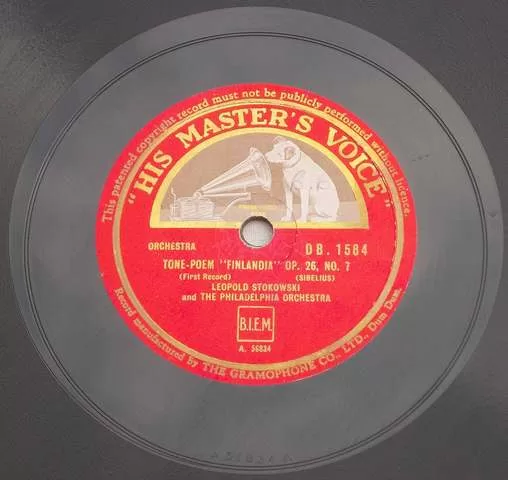 This patented copyright record must not be publicly performed without licence.
"HIS MASTER'S VOICE"
ORCHESTRA
DB. 1584
TONE-POEM "FINLANDIA" OP. 26, NO. 7
(First Record) (SIBELIUS)
LEOPOLD STOKOWSKI
and THE PHILADELPHIA ORCHESTRA
B.I.E.M.
A. 56834
Record manufactured by THE GRAMOPHONE CO., LTD., Dum Dum.